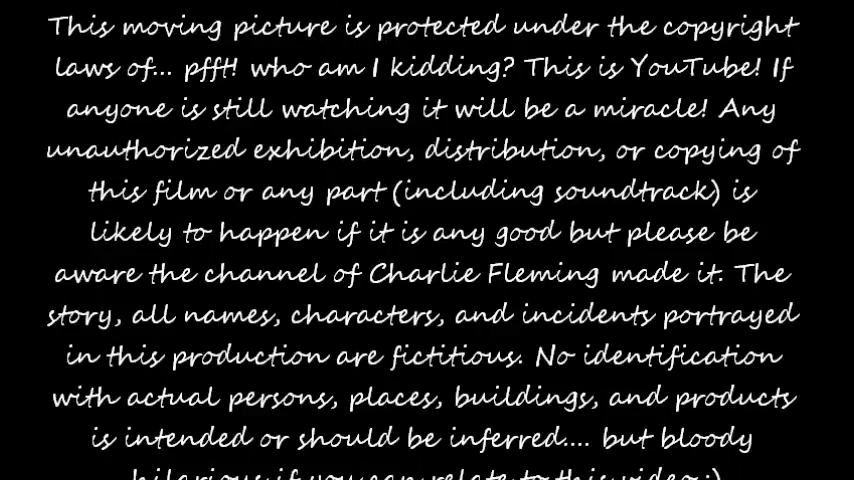 This moving picture is protected under the copyright
laws of... pfft! who am I kidding? This is YouTube! If
anyone is still watching it will be a miracle! Any
unauthorized exhibition, distribution, or copying of
this film or any part (including soundtrack) is
likely to happen if it is any good but please be
aware the channel of Charlie Fleming made it. The
story, all names, characters, and incidents portrayed
in this production are fictitious. No identification
with actual persons, places, buildings, and products
is intended or should be inferred.... but bloody
hilarious if you can relate to this video :)